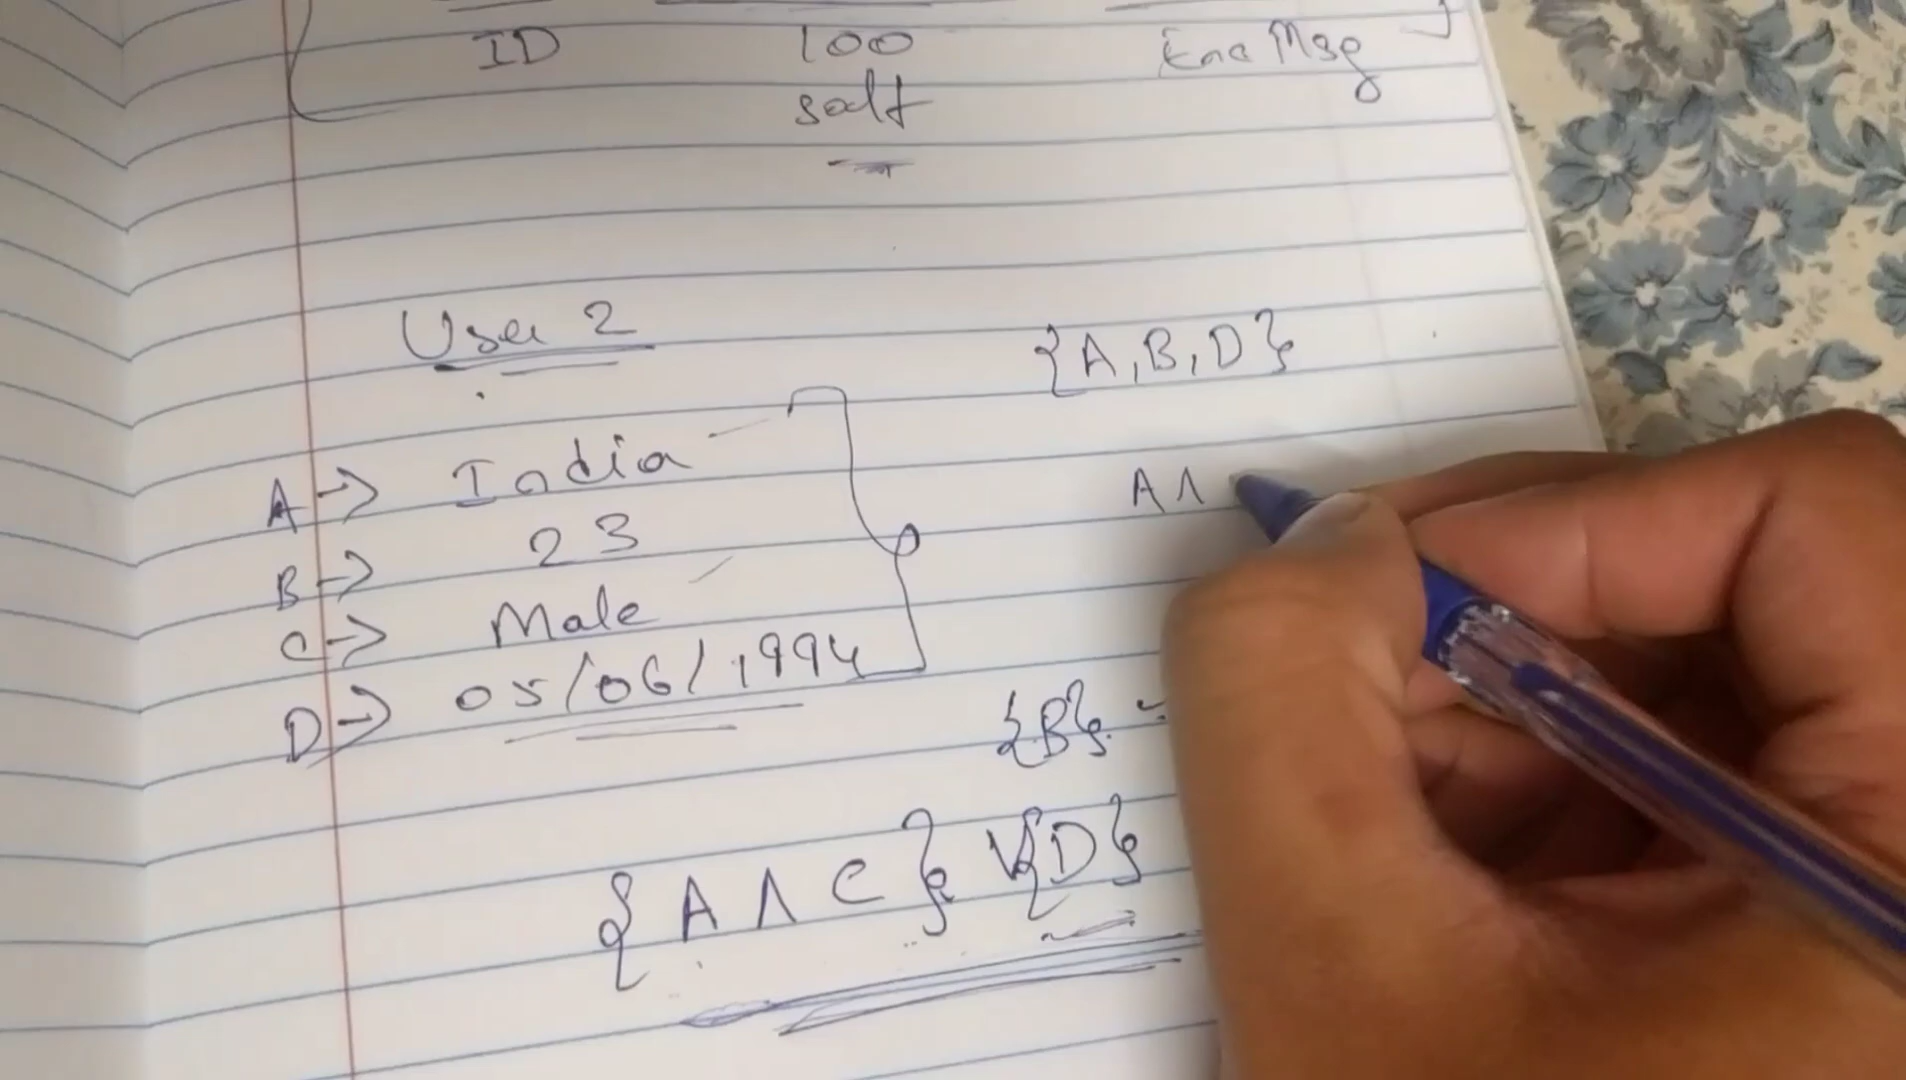 ID 100 Enc Msg
salt
User 2
{A,B,D}
A → India
A ∧
B → 23
C → Male
D → 05/06/1994
{B}
{A ∧ C} V{D}